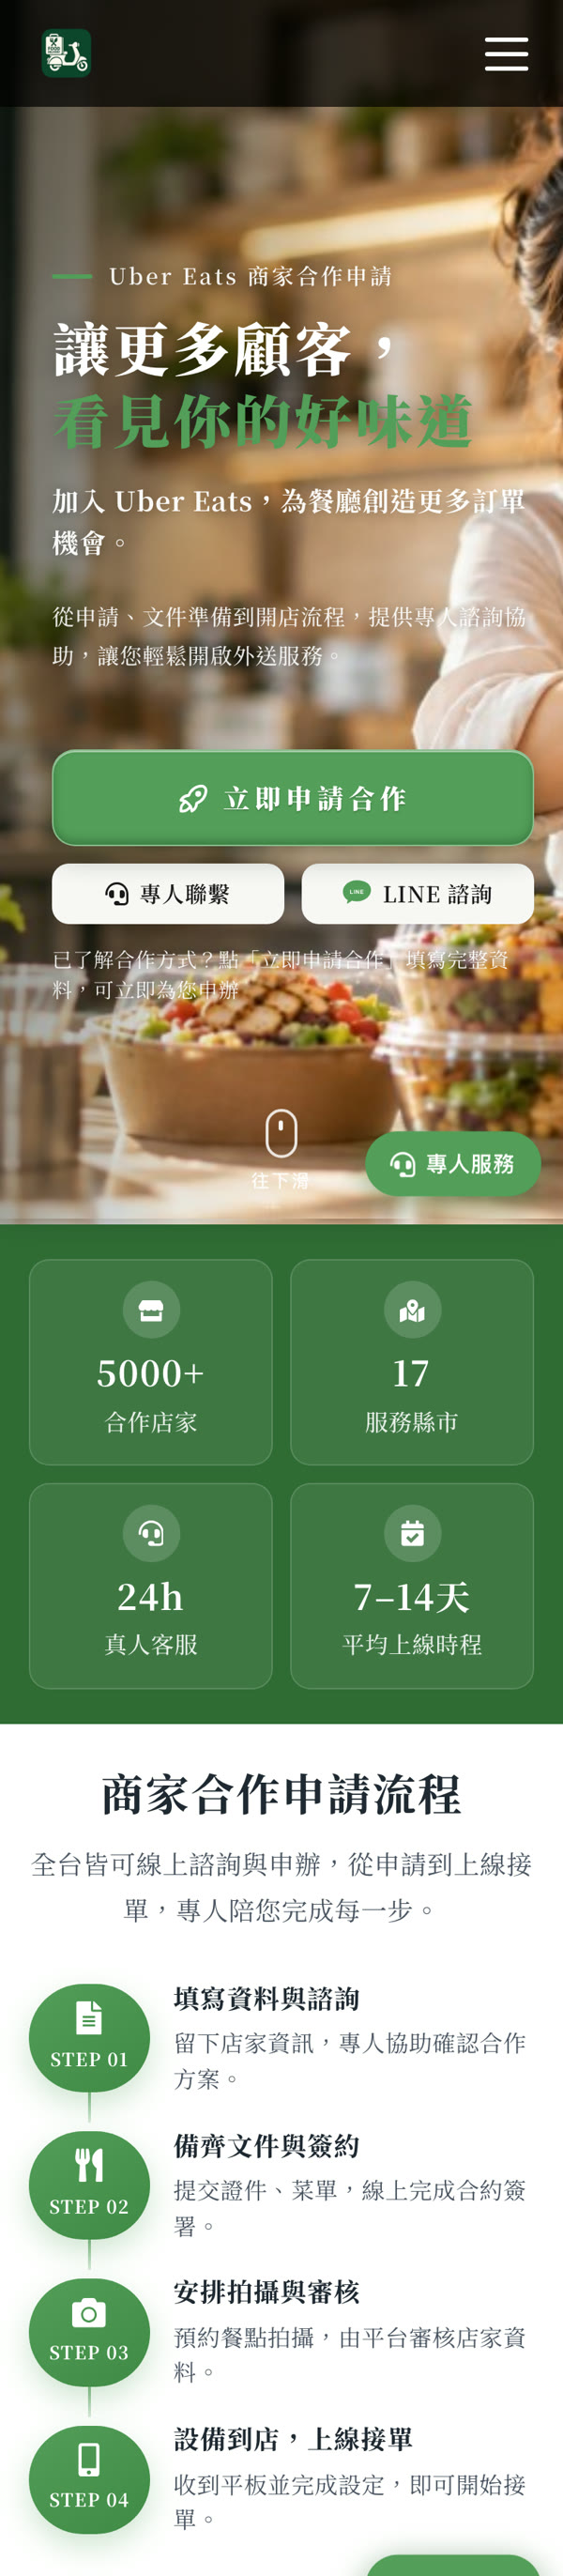 Uber Eats 商家合作申請
讓更多顧客，
看見你的好味道
加入 Uber Eats，為餐廳創造更多訂單
機會。
從申請、文件準備到開店流程，提供專人諮詢協
助，讓您輕鬆開啟外送服務。
立即申請合作
專人聯繫
LINE LINE 諮詢
已了解合作方式？點「立即申請合作」填寫完整資
料，可立即為您申辦
往下滑
專人服務
5000+
合作店家
17
服務縣市
24h
真人客服
7–14天
平均上線時程
商家合作申請流程
全台皆可線上諮詢與申辦，從申請到上線接
單，專人陪您完成每一步。
STEP 01
填寫資料與諮詢
留下店家資訊，專人協助確認合作
方案。
STEP 02
備齊文件與簽約
提交證件、菜單，線上完成合約簽
署。
STEP 03
安排拍攝與審核
預約餐點拍攝，由平台審核店家資
料。
STEP 04
設備到店，上線接單
收到平板並完成設定，即可開始接
單。